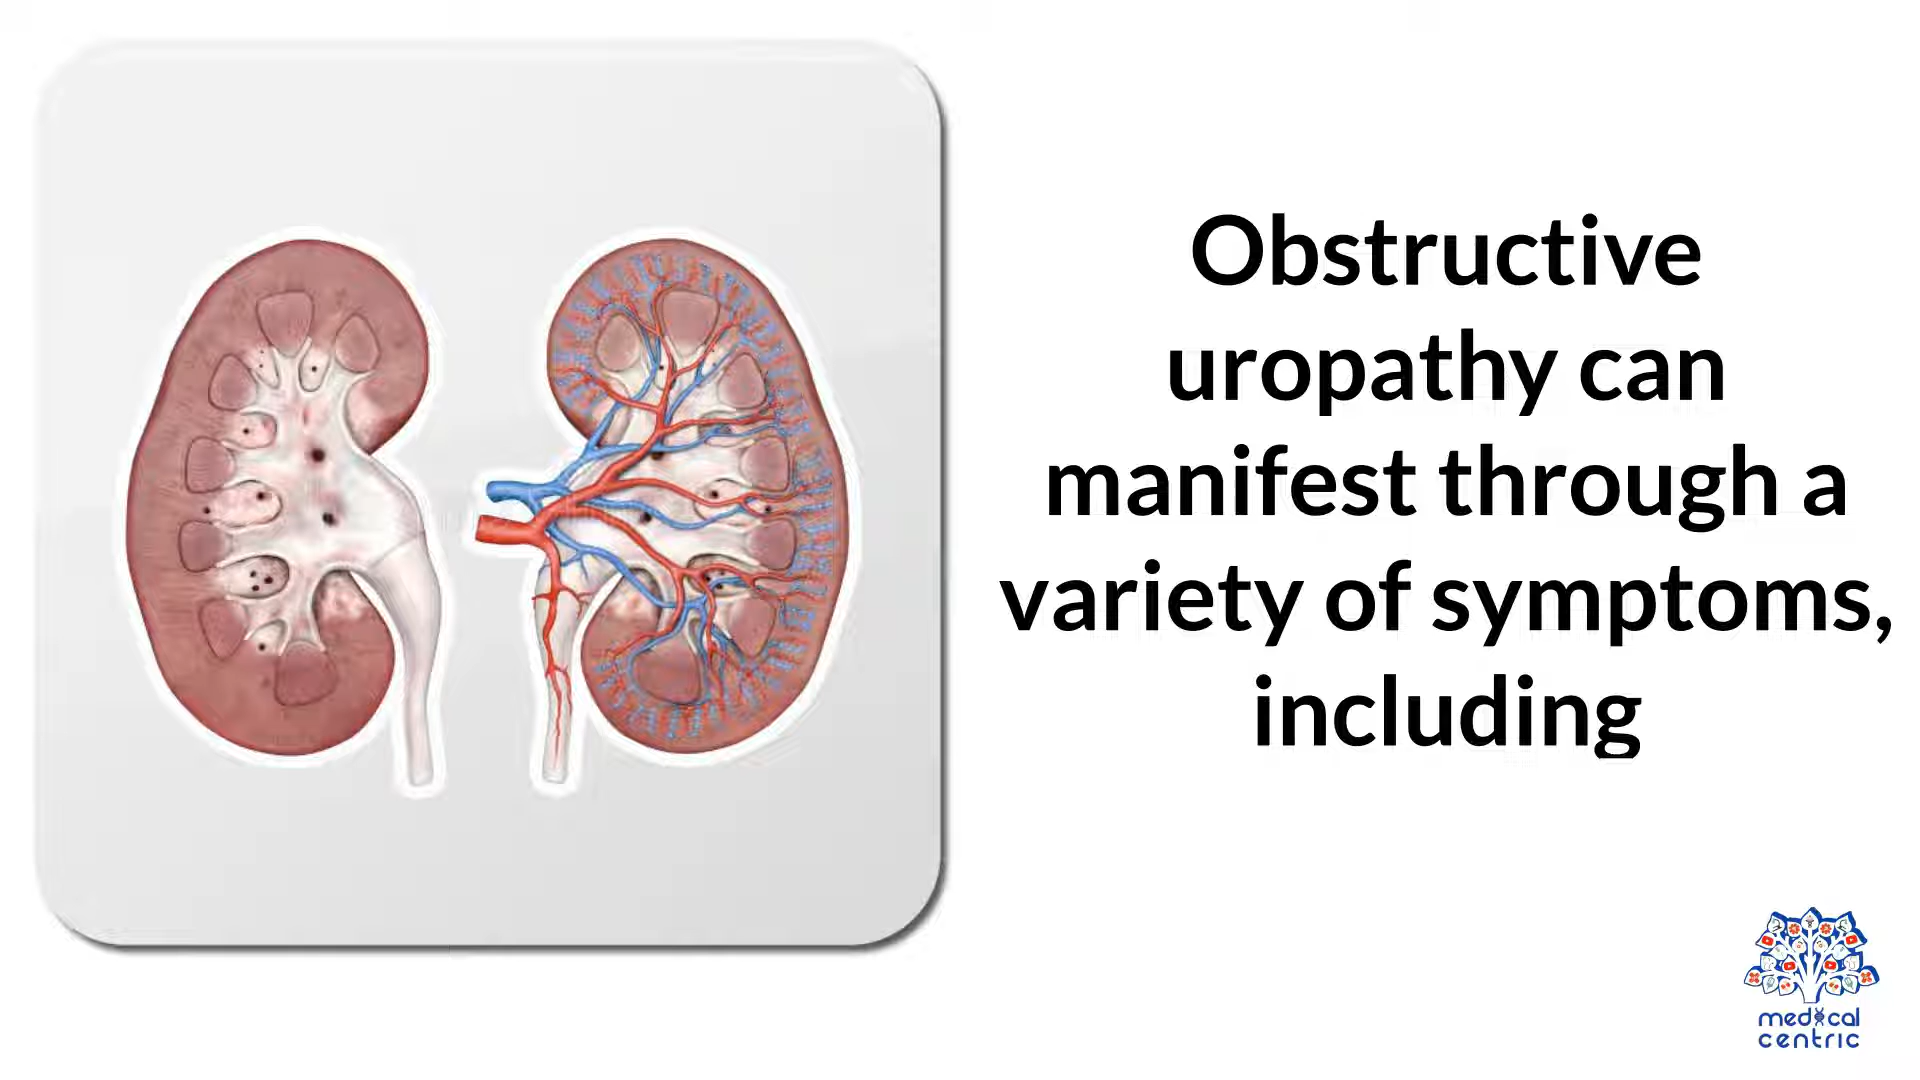 Obstructive
uropathy can
manifest through a
variety of symptoms,
including
medical
centric